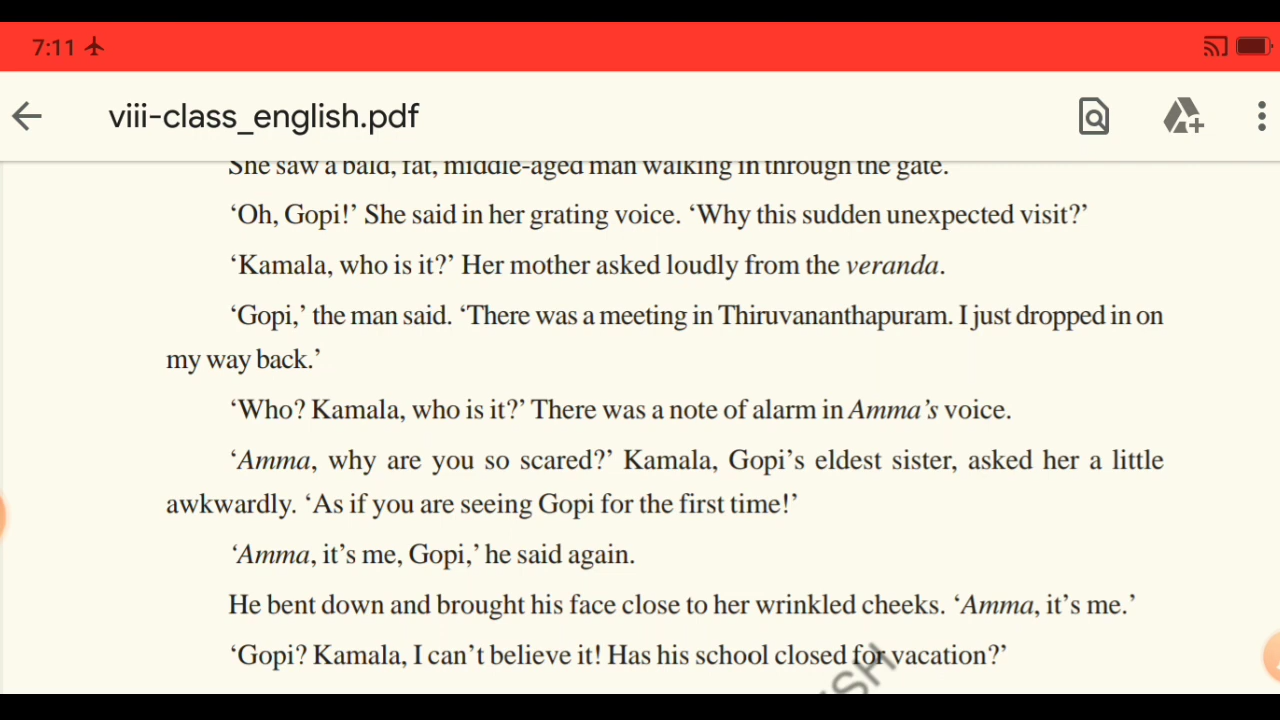 7:11
viii-class_english.pdf
She saw a bald, fat, middle-aged man walking in through the gate.
‘Oh, Gopi!’ She said in her grating voice. ‘Why this sudden unexpected visit?’
‘Kamala, who is it?’ Her mother asked loudly from the veranda.
‘Gopi,’ the man said. ‘There was a meeting in Thiruvananthapuram. I just dropped in on
my way back.’
‘Who? Kamala, who is it?’ There was a note of alarm in Amma’s voice.
‘Amma, why are you so scared?’ Kamala, Gopi’s eldest sister, asked her a little
awkwardly. ‘As if you are seeing Gopi for the first time!’
‘Amma, it’s me, Gopi,’ he said again.
He bent down and brought his face close to her wrinkled cheeks. ‘Amma, it’s me.’
‘Gopi? Kamala, I can’t believe it! Has his school closed for vacation?’